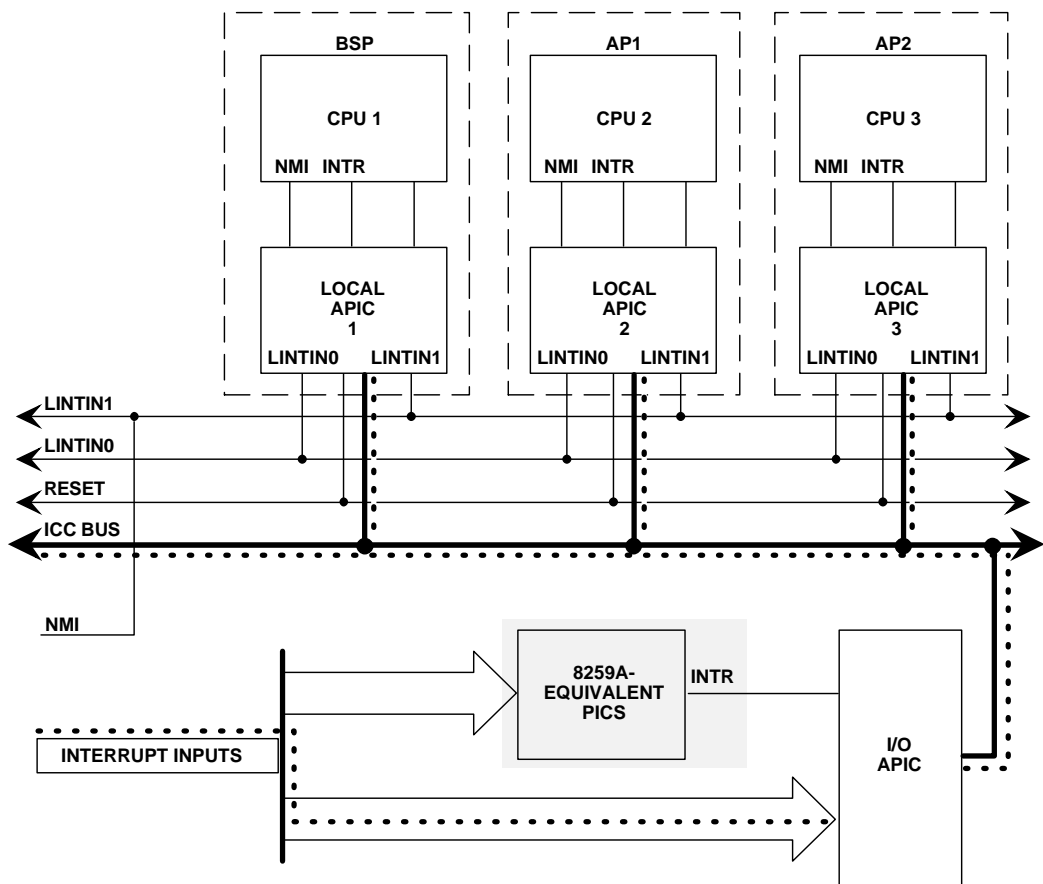 BSP
AP1
AP2
CPU 1
CPU 2
CPU 3
NMI INTR
NMI INTR
NMI INTR
LOCAL
APIC
1
LOCAL
APIC
2
LOCAL
APIC
3
LINTIN0 LINTIN1
LINTIN0 LINTIN1
LINTIN0 LINTIN1
LINTIN1
LINTIN0
RESET
ICC BUS
NMI
8259A-
EQUIVALENT
PICS
INTR
INTERRUPT INPUTS
I/O
APIC